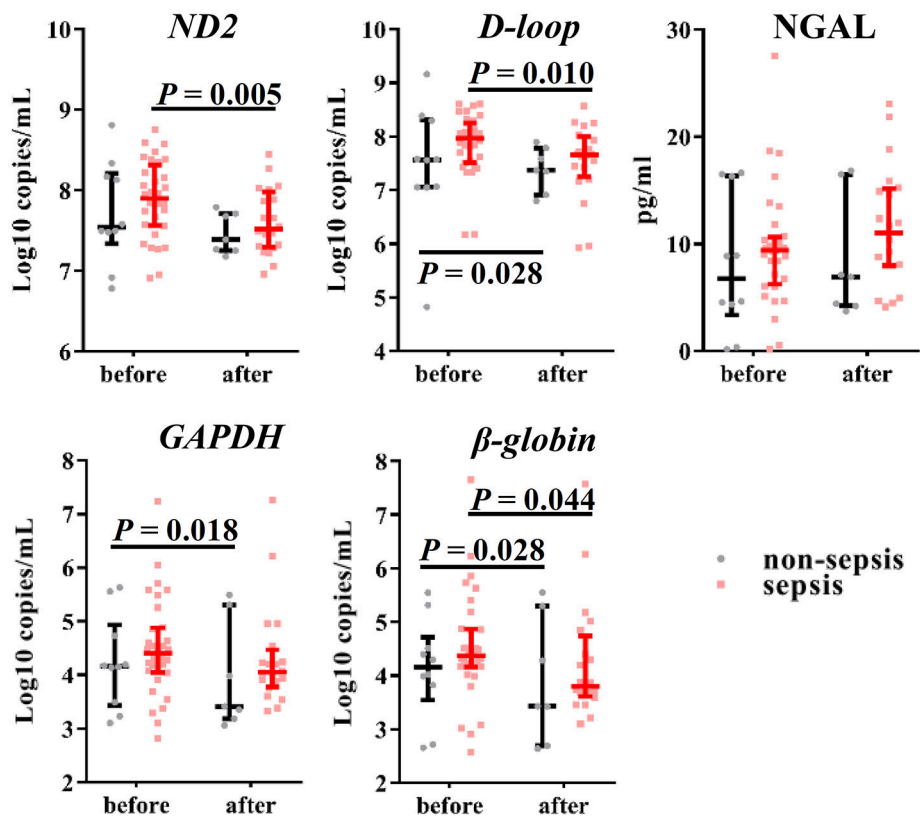 ND2
10
9
8
7
6
Log10 copies/mL
P = 0.005
before
after
D-loop
10
9
8
7
6
5
4
Log10 copies/mL
P = 0.010
P = 0.028
before
after
NGAL
30
20
10
0
pg/ml
before
after
GAPDH
8
7
6
5
4
3
2
Log10 copies/mL
P = 0.018
before
after
β-globin
8
7
6
5
4
3
2
Log10 copies/mL
P = 0.044
P = 0.028
before
after
non-sepsis
sepsis